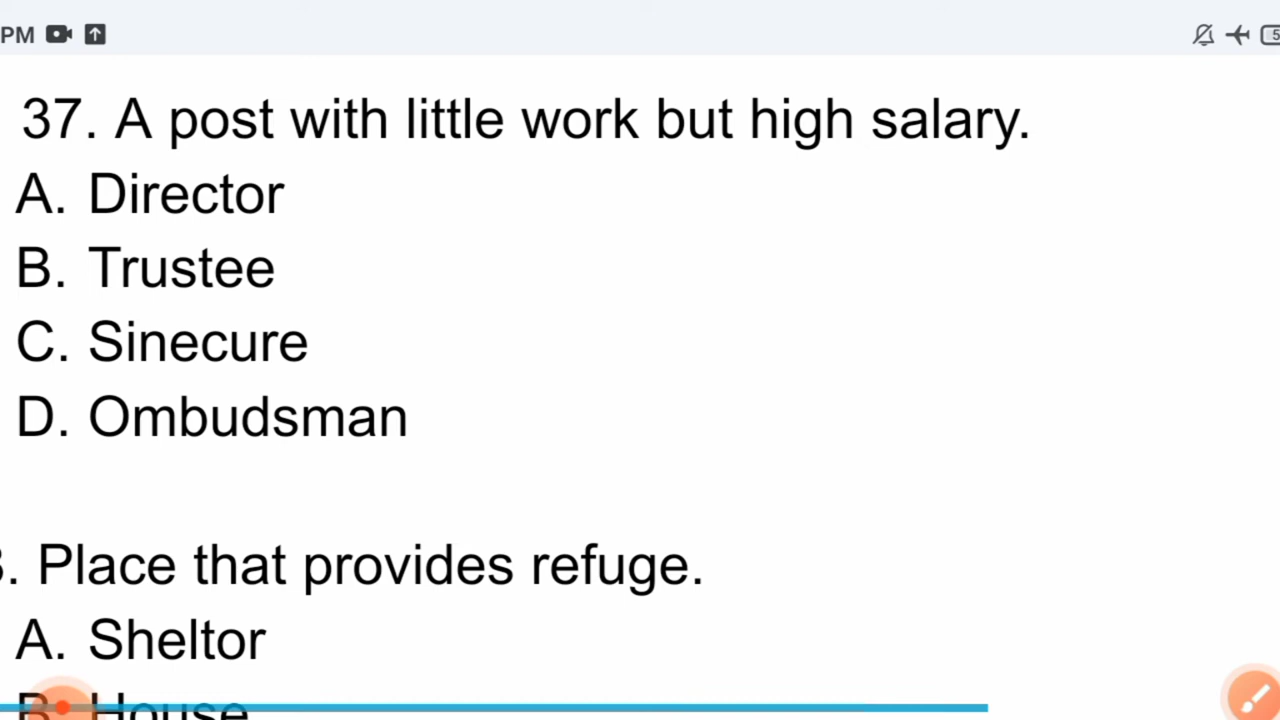 PM
37. A post with little work but high salary.
A. Director
B. Trustee
C. Sinecure
D. Ombudsman
. Place that provides refuge.
A. Sheltor
B. House